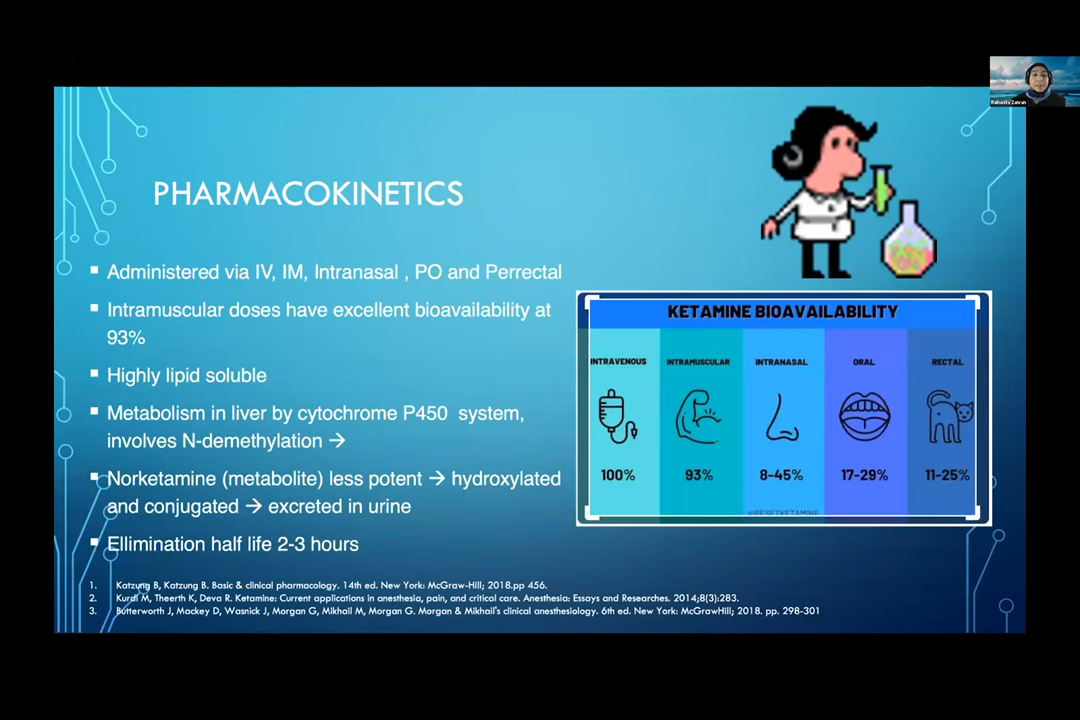 Raihanita Zahrah
PHARMACOKINETICS
Administered via IV, IM, Intranasal , PO and Perrectal
Intramuscular doses have excellent bioavailability at
93%
Highly lipid soluble
Metabolism in liver by cytochrome P450 system,
involves N-demethylation →
Norketamine (metabolite) less potent → hydroxylated
and conjugated → excreted in urine
Ellimination half life 2-3 hours
KETAMINE BIOAVAILABILITY
INTRAVENOUS INTRAMUSCULAR INTRANASAL ORAL RECTAL
100% 93% 8-45% 17-29% 11-25%
@RESETKETAMINE
1. Katzung B, Katzung B. Basic & clinical pharmacology. 14th ed. New York: McGraw-Hill; 2018.pp 456.
2. Kurdi M, Theerth K, Deva R. Ketamine: Current applications in anesthesia, pain, and critical care. Anesthesia: Essays and Researches. 2014;8(3):283.
3. Butterworth J, Mackey D, Wasnick J, Morgan G, Mikhail M, Morgan G. Morgan & Mikhail's clinical anesthesiology. 6th ed. New York: McGrawHill; 2018. pp. 298-301